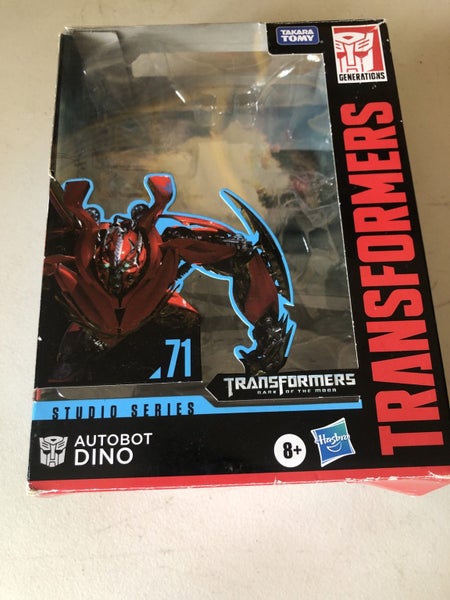 TAKARA
TOMY
GENERATIONS
TRANSFORMERS
71
TRANSFORMERS
DARK OF THE MOON
STUDIO SERIES
AUTOBOT
DINO
8+
Hasbro